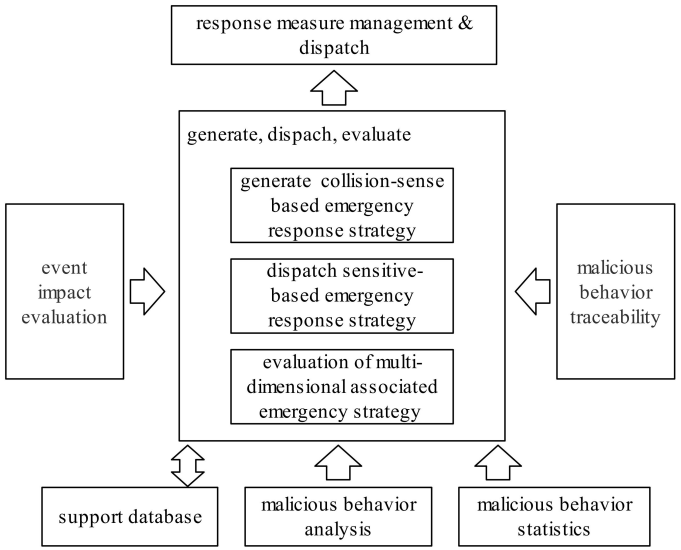 response measure management &
dispatch
generate, dispach, evaluate
generate collision-sense
based emergency
response strategy
event
impact
evaluation
dispatch sensitive-
based emergency
response strategy
malicious
behavior
traceability
evaluation of multi-
dimensional associated
emergency strategy
support database
malicious behavior
analysis
malicious behavior
statistics